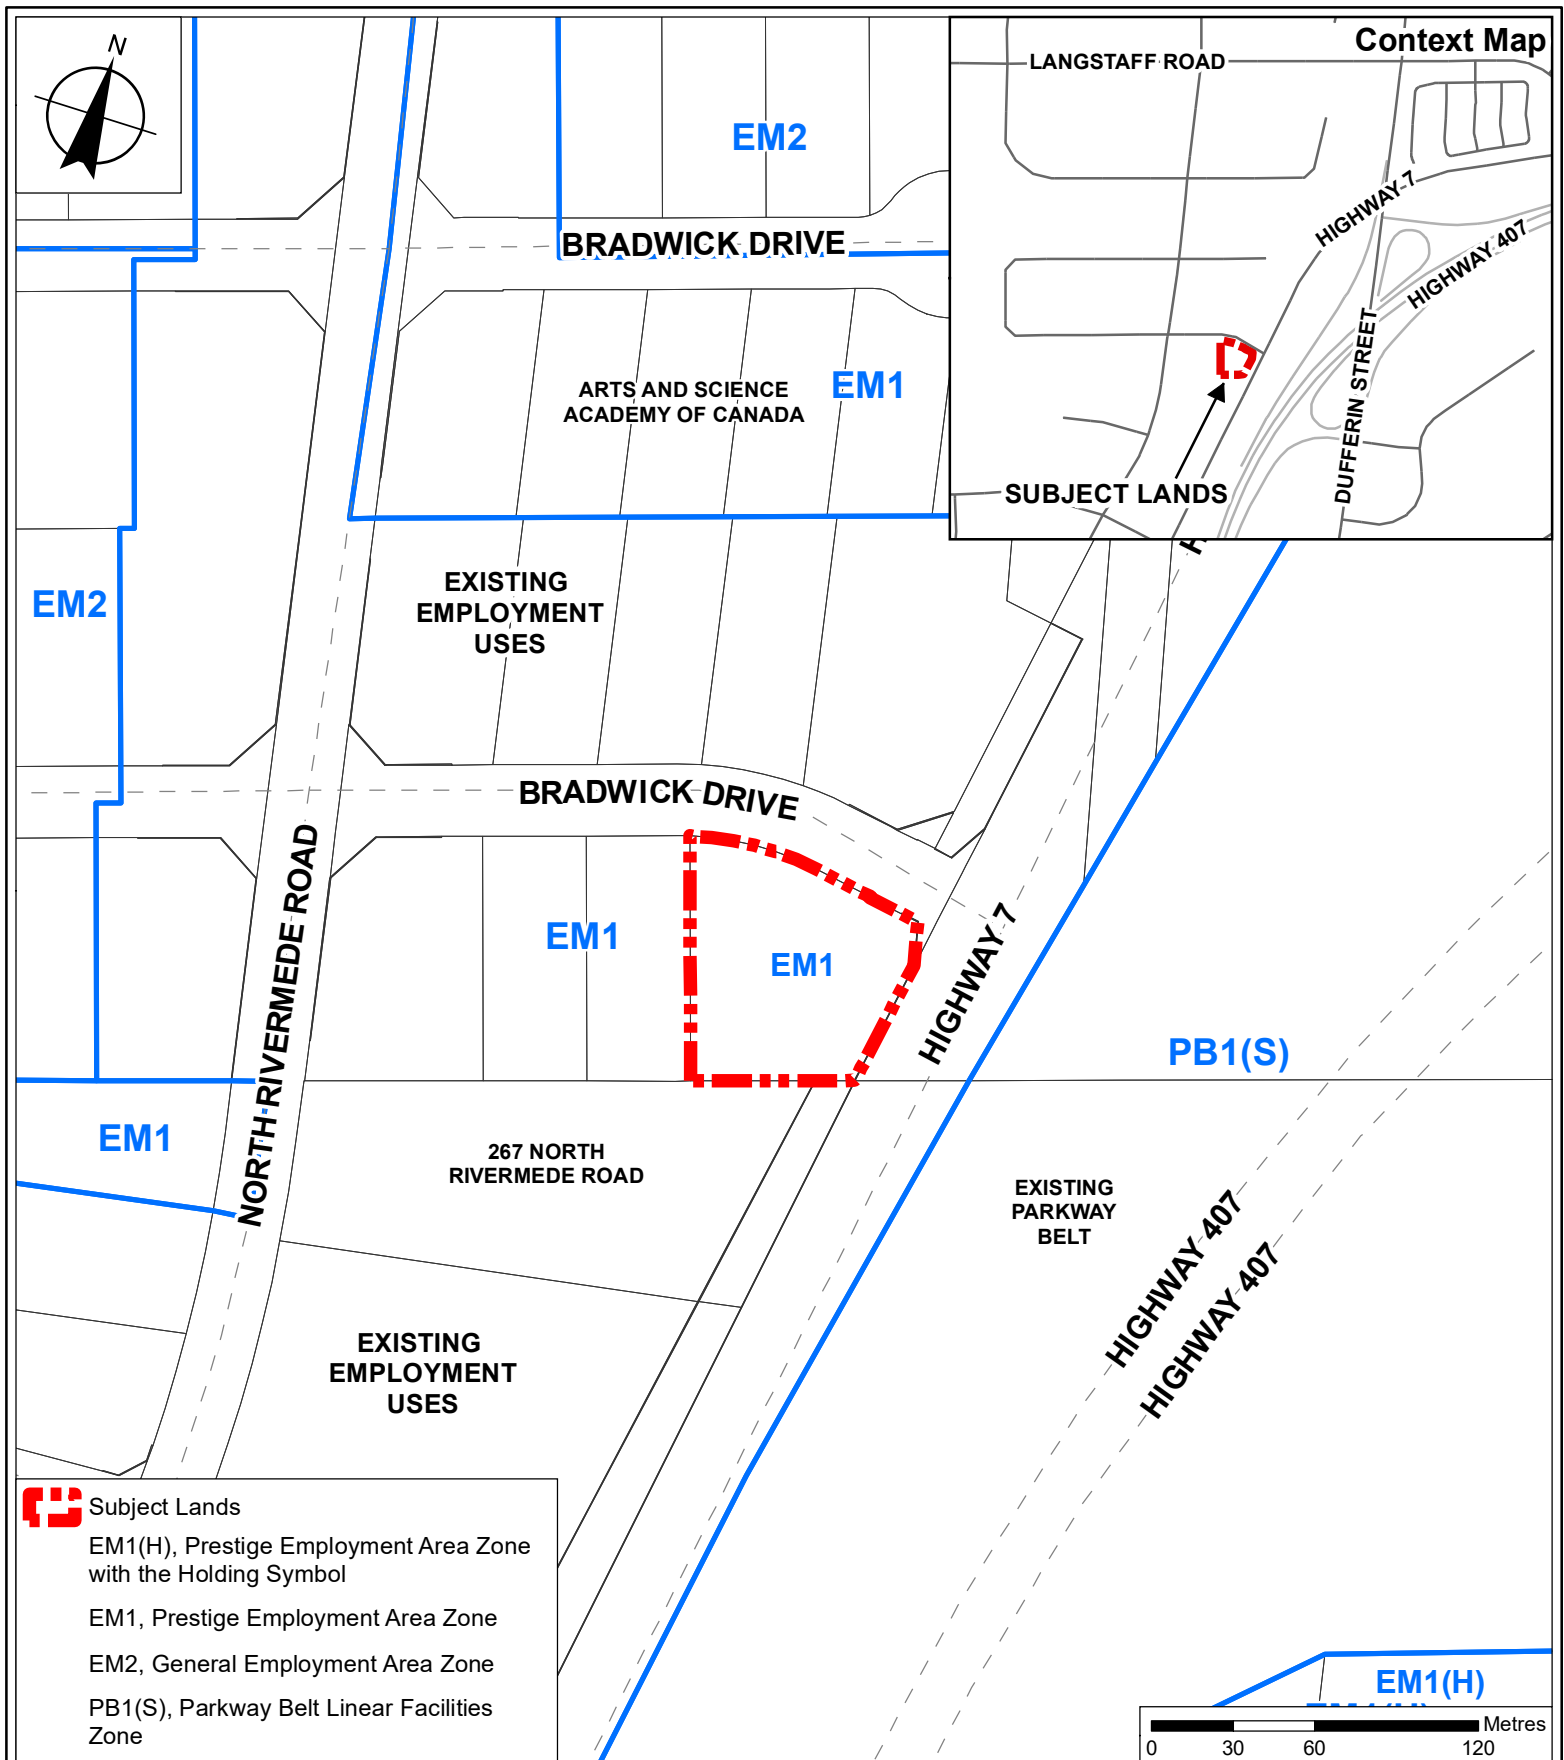 N
Context Map
LANGSTAFF ROAD
HIGHWAY 7
HIGHWAY 407
DUFFERIN STREET
SUBJECT LANDS
EM2
BRADWICK DRIVE
ARTS AND SCIENCE
ACADEMY OF CANADA
EM1
EM2
EXISTING
EMPLOYMENT
USES
BRADWICK DRIVE
NORTH RIVERMEDE ROAD
EM1
EM1
HIGHWAY 7
PB1(S)
EM1
267 NORTH
RIVERMEDE ROAD
EXISTING
PARKWAY
BELT
HIGHWAY 407
HIGHWAY 407
EXISTING
EMPLOYMENT
USES
Subject Lands
EM1(H), Prestige Employment Area Zone
with the Holding Symbol
EM1, Prestige Employment Area Zone
EM2, General Employment Area Zone
PB1(S), Parkway Belt Linear Facilities
Zone
EM1(H)
Metres
0 30 60 120